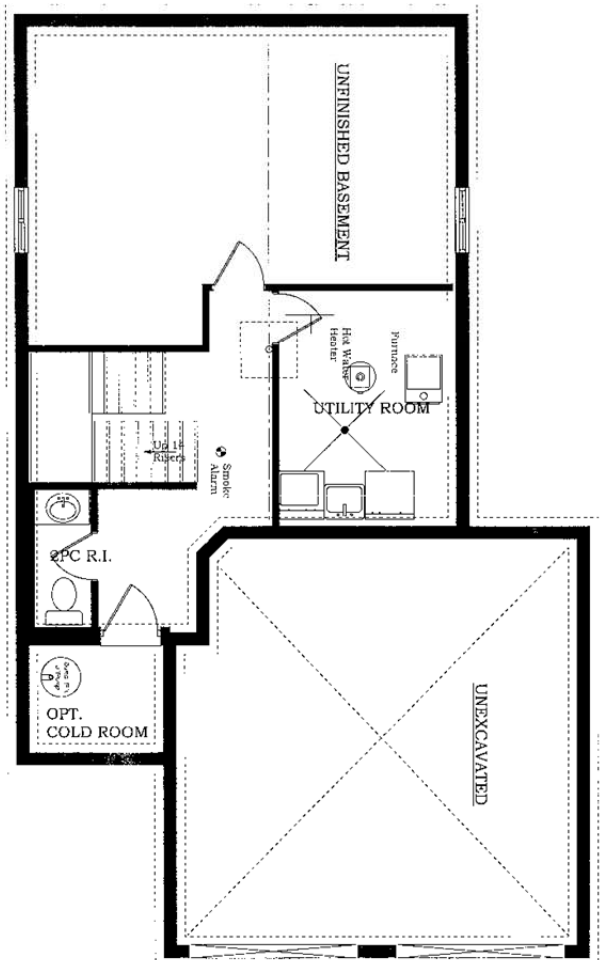 UNFINISHED BASEMENT
Hot Water
Heater
Furnace
UTILITY ROOM
Up 14
Risers
Smoke
Alarm
2PC R.I.
OPT.
COLD ROOM
UNEXCAVATED